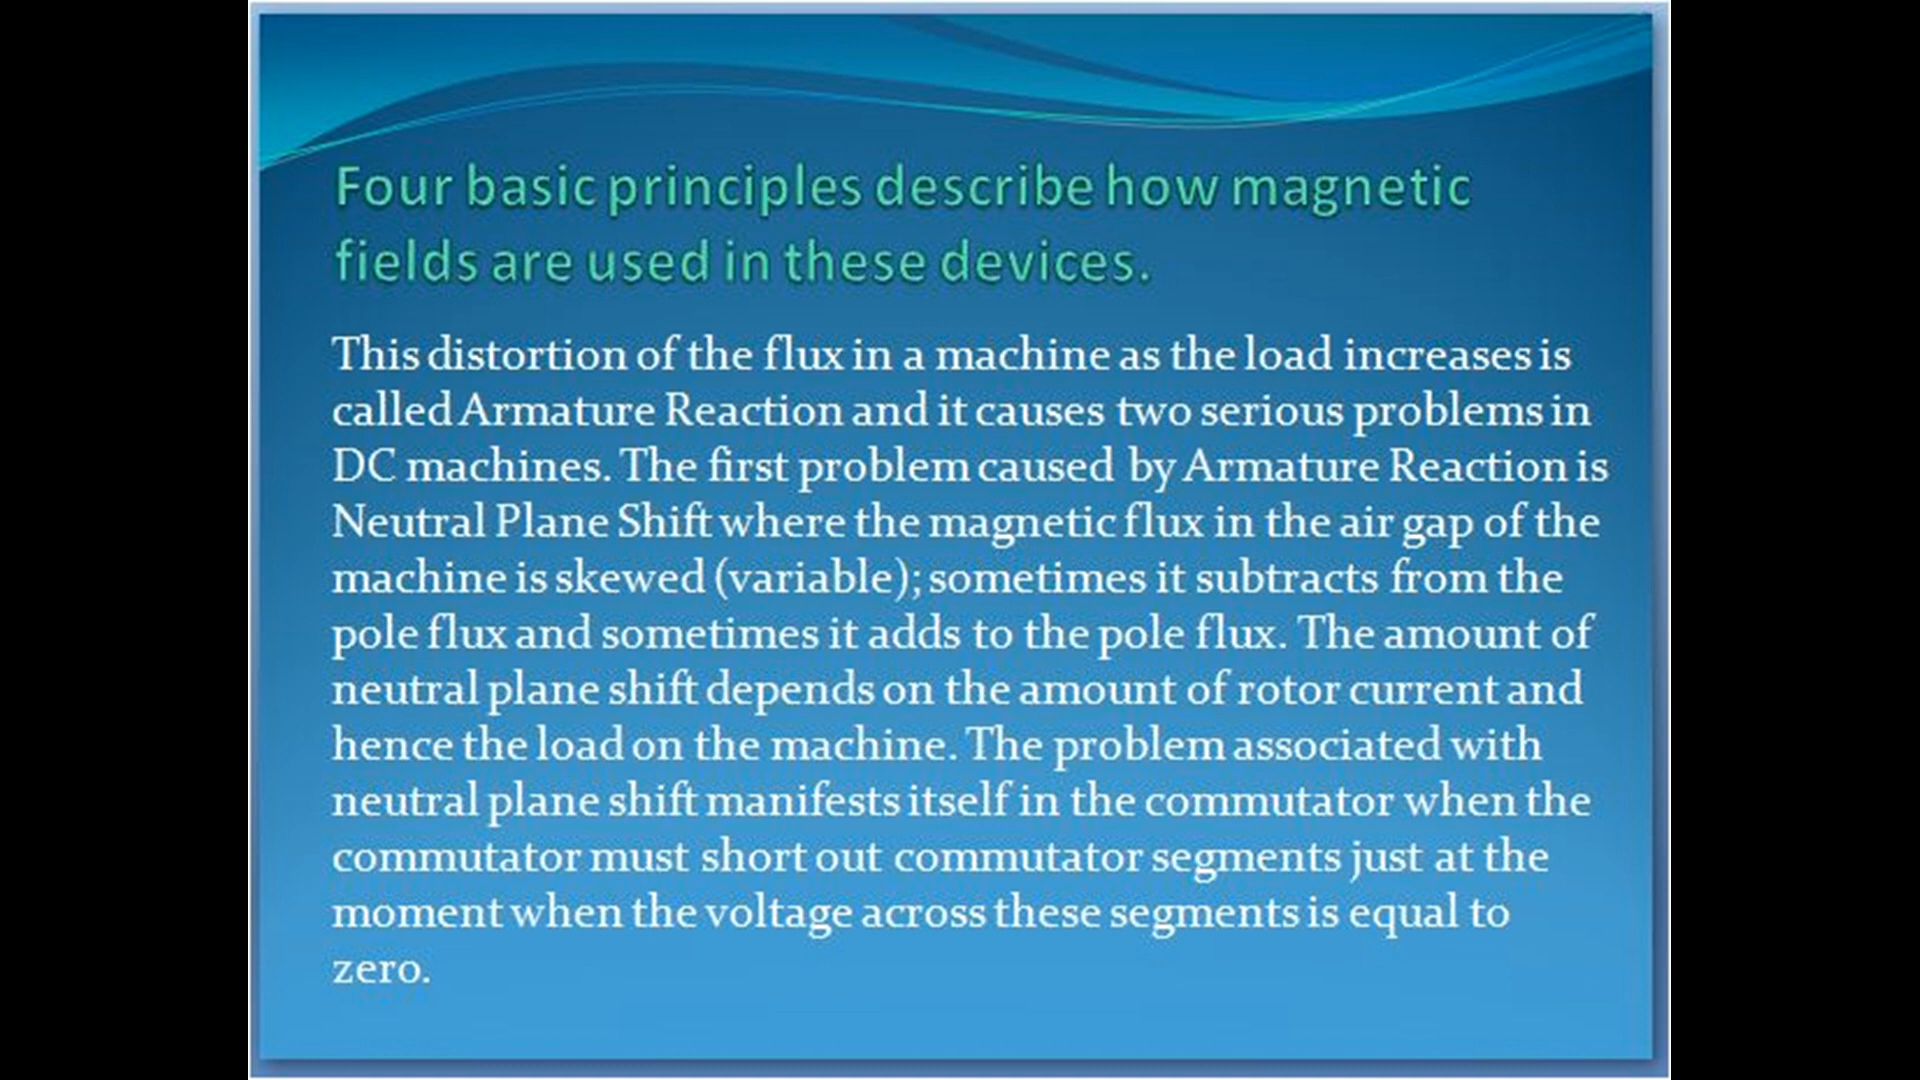 Four basic principles describe how magnetic
fields are used in these devices.
This distortion of the flux in a machine as the load increases is
called Armature Reaction and it causes two serious problems in
DC machines. The first problem caused by Armature Reaction is
Neutral Plane Shift where the magnetic flux in the air gap of the
machine is skewed (variable); sometimes it subtracts from the
pole flux and sometimes it adds to the pole flux. The amount of
neutral plane shift depends on the amount of rotor current and
hence the load on the machine. The problem associated with
neutral plane shift manifests itself in the commutator when the
commutator must short out commutator segments just at the
moment when the voltage across these segments is equal to
zero.